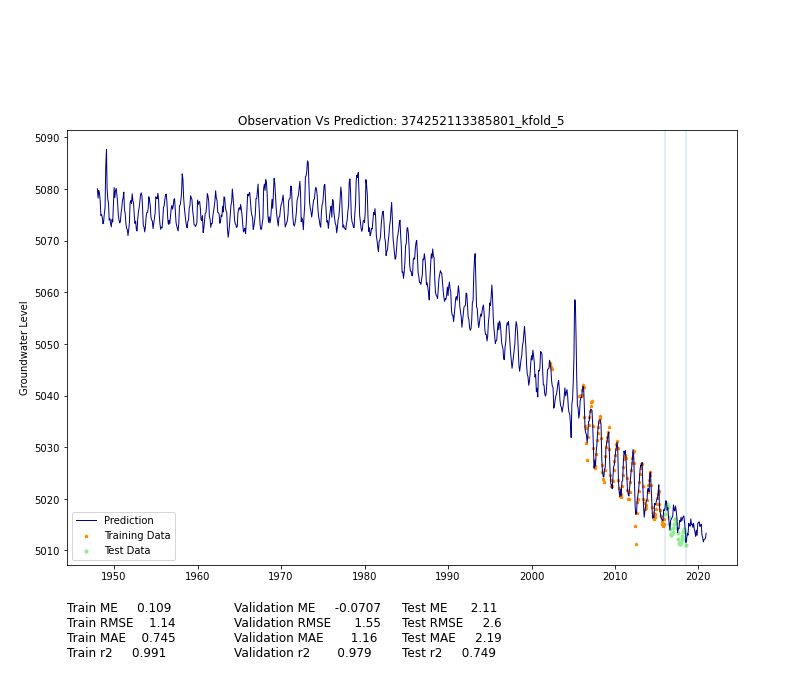 Observation Vs Prediction: 374252113385801_kfold_5
5090
5080
5070
5060
5050
5040
5030
5020
5010
Groundwater Level
Prediction
Training Data
Test Data
1950 1960 1970 1980 1990 2000 2010 2020
Train ME 0.109 Validation ME -0.0707 Test ME 2.11
Train RMSE 1.14 Validation RMSE 1.55 Test RMSE 2.6
Train MAE 0.745 Validation MAE 1.16 Test MAE 2.19
Train r2 0.991 Validation r2 0.979 Test r2 0.749